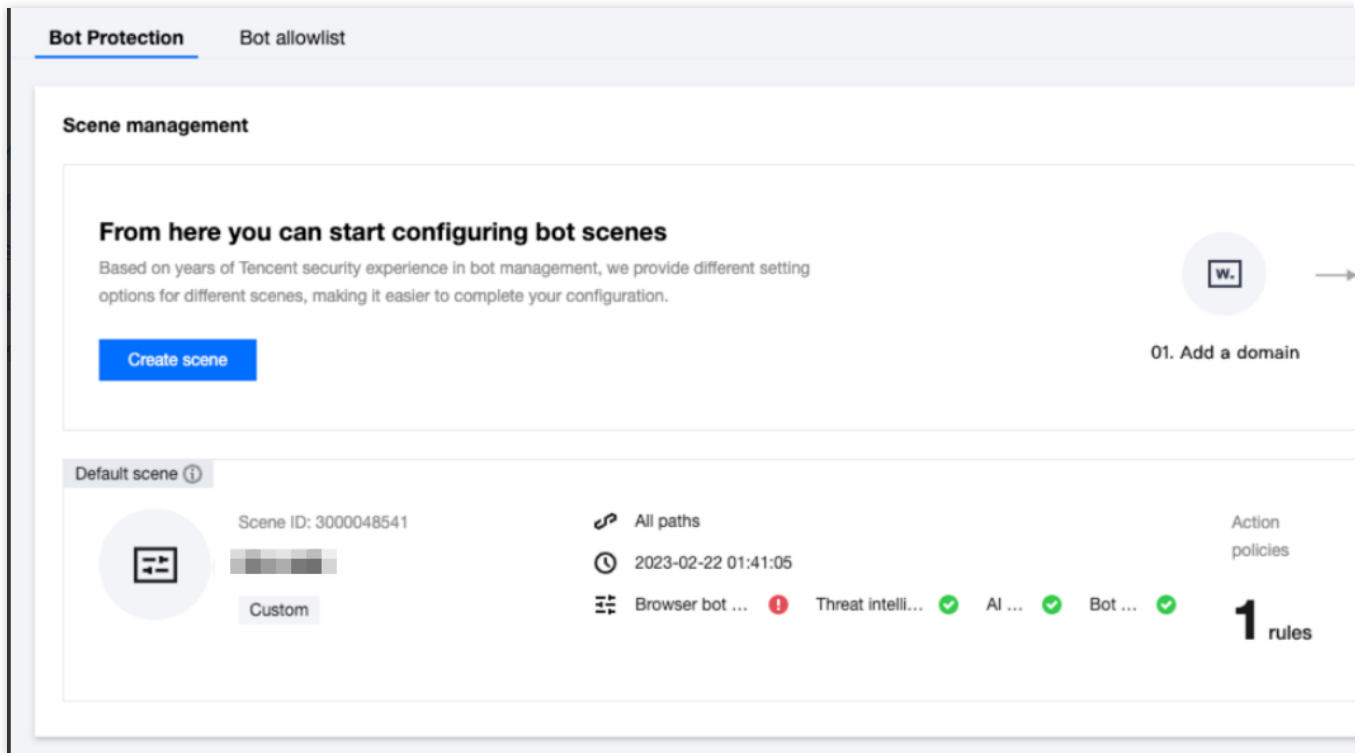 Bot Protection Bot allowlist
Scene management
From here you can start configuring bot scenes
Based on years of Tencent security experience in bot management, we provide different setting
options for different scenes, making it easier to complete your configuration.
Create scene
W.
01. Add a domain
Default scene
Scene ID: 3000048541
Custom
All paths
2023-02-22 01:41:05
Browser bot ... Threat intelli... AI ... Bot ...
Action
policies
1 rules